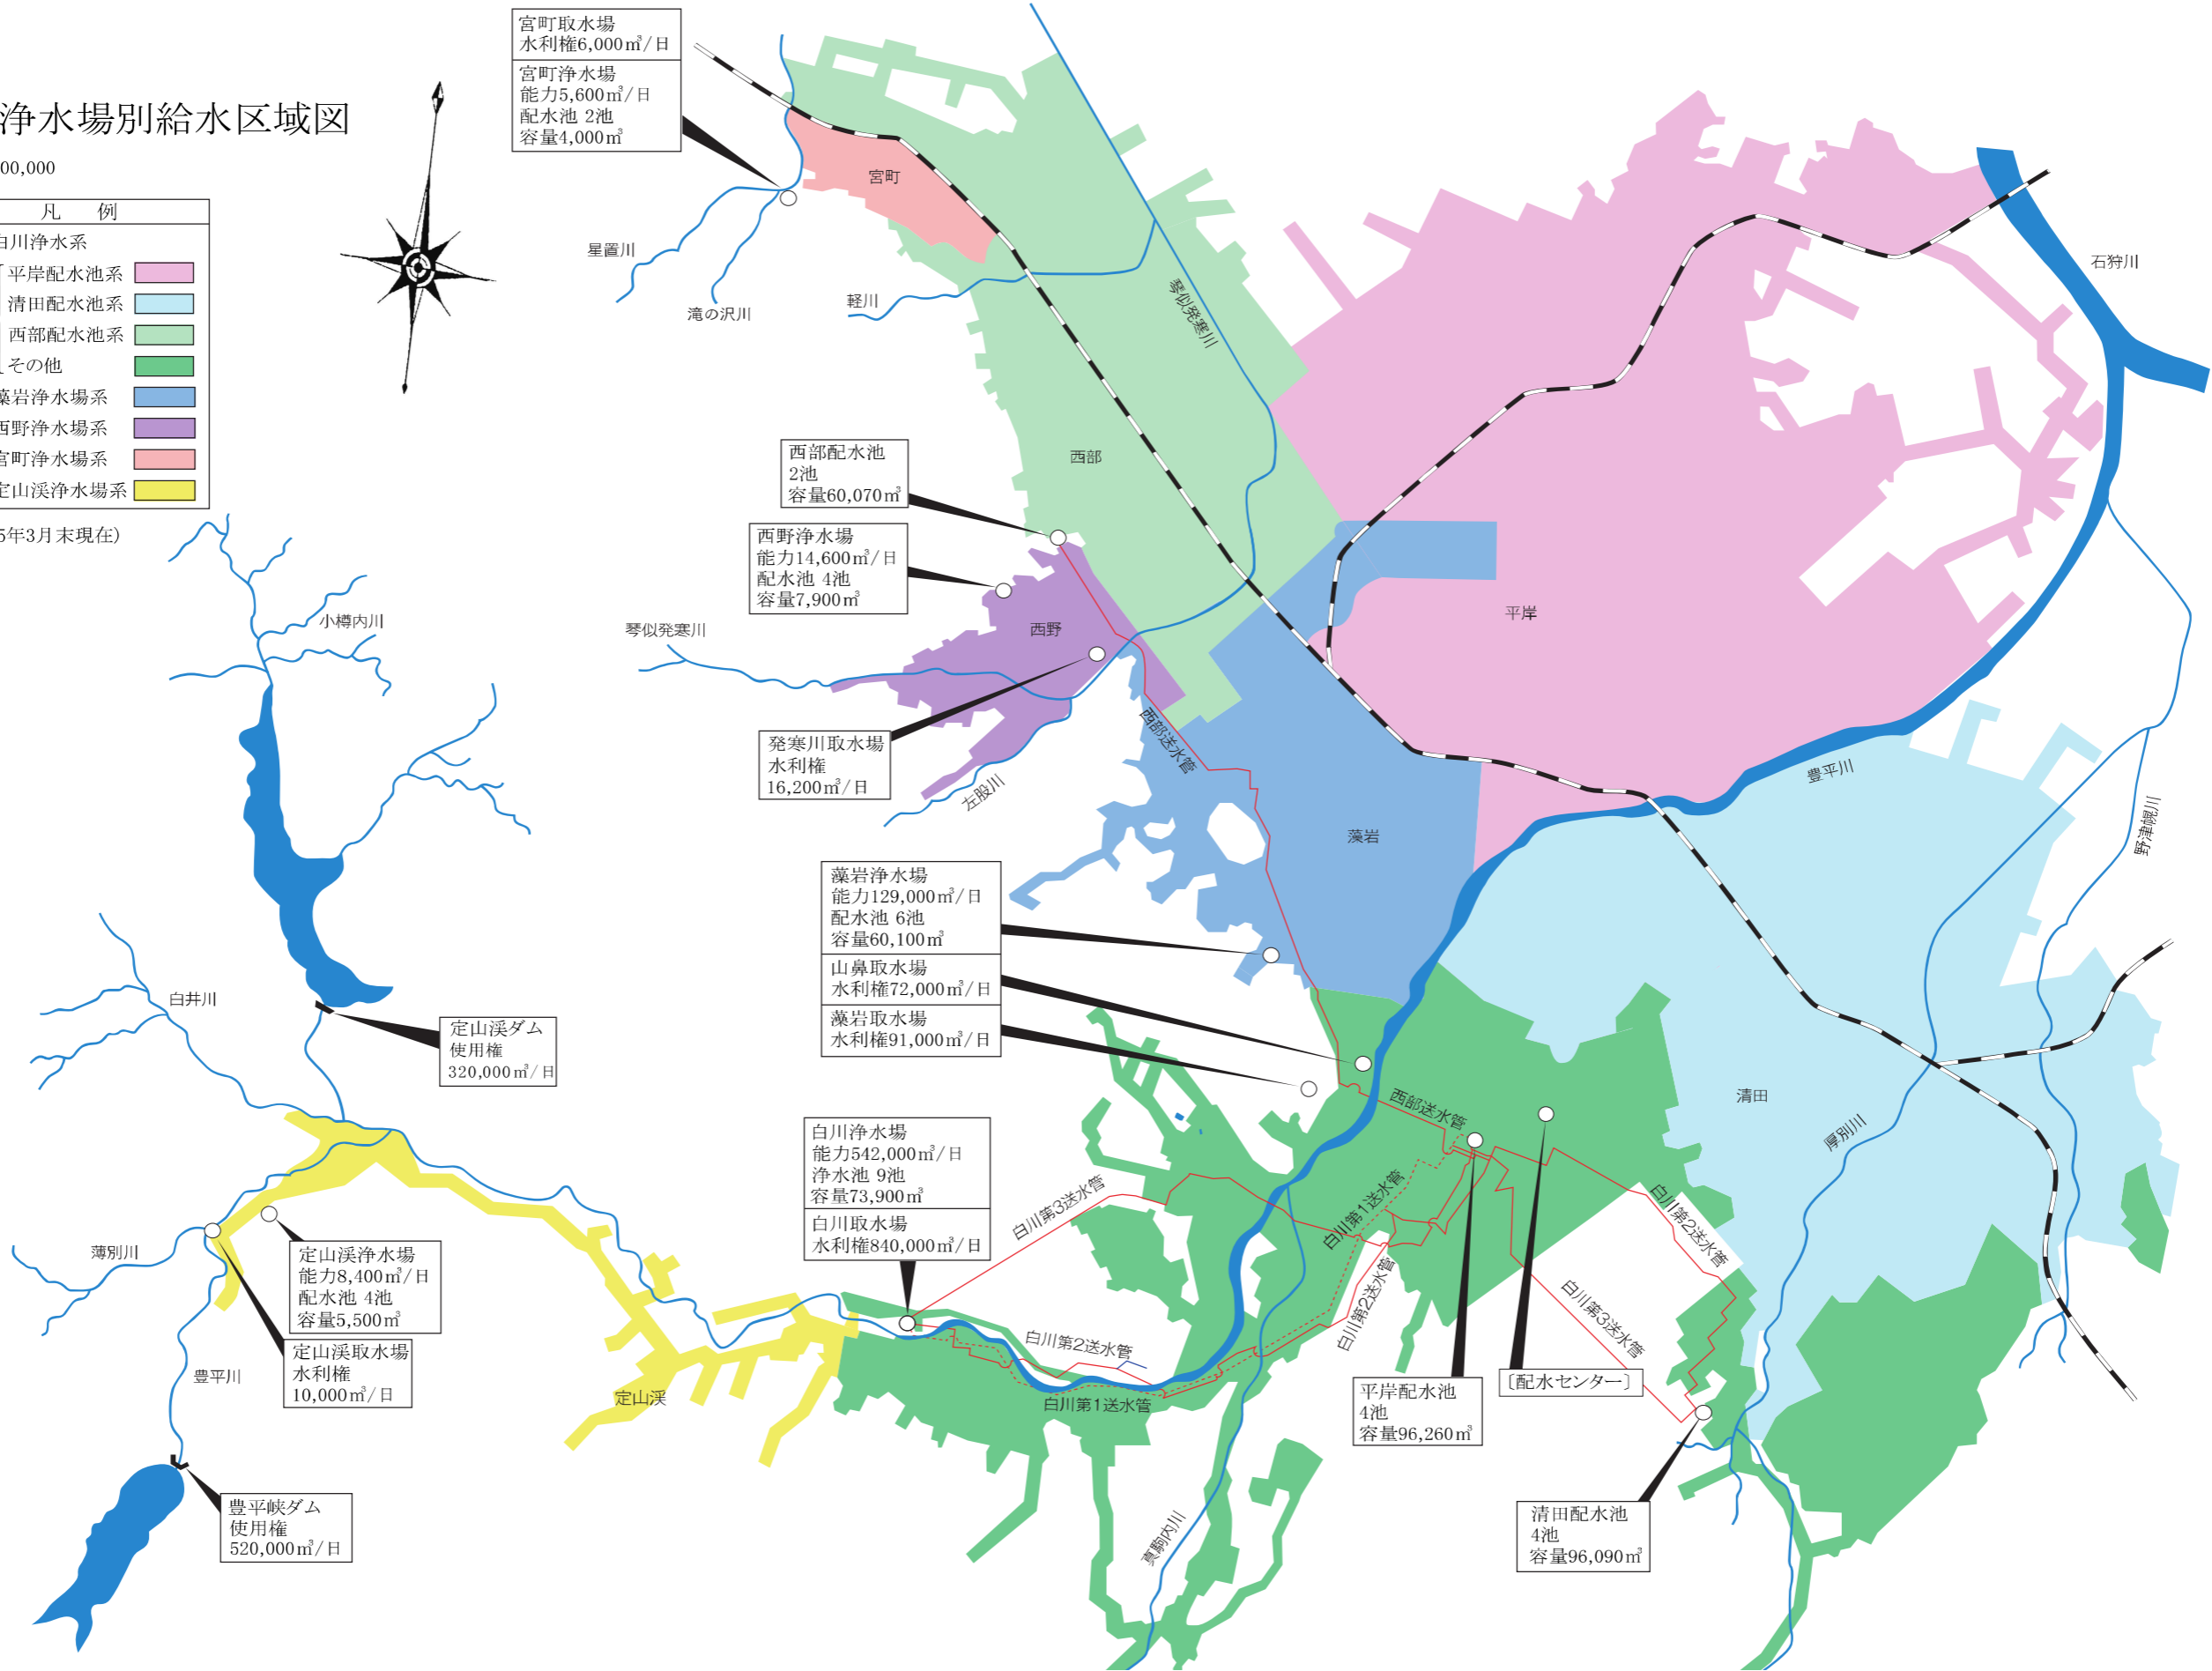 浄水場別給水区域図
00,000
凡 例
白川浄水系
平岸配水池系
清田配水池系
西部配水池系
その他
藻岩浄水場系
西野浄水場系
宮町浄水場系
定山渓浄水場系
5年3月末現在)
宮町取水場
水利権6,000㎥/日
宮町浄水場
能力5,600㎥/日
配水池 2池
容量4,000㎥
宮町
星置川
滝の沢川
軽川
琴似発寒川
石狩川
西部
西部配水池
2池
容量60,070㎥
西野浄水場
能力14,600㎥/日
配水池 4池
容量7,900㎥
平岸
小樽内川
琴似発寒川
西野
発寒川取水場
水利権
16,200㎥/日
左股川
西部送水管
豊平川
野津幌川
藻岩
藻岩浄水場
能力129,000㎥/日
配水池 6池
容量60,100㎥
山鼻取水場
水利権72,000㎥/日
藻岩取水場
水利権91,000㎥/日
白井川
定山渓ダム
使用権
320,000㎥/日
西部送水管
清田
厚別川
白川浄水場
能力542,000㎥/日
浄水池 9池
容量73,900㎥
白川取水場
水利権840,000㎥/日
白川第3送水管
白川第1送水管
白川第2送水管
白川第2送水管
白川第3送水管
薄別川
定山渓浄水場
能力8,400㎥/日
配水池 4池
容量5,500㎥
定山渓取水場
水利権
10,000㎥/日
豊平川
定山渓
白川第2送水管
白川第1送水管
平岸配水池
4池
容量96,260㎥
〔配水センター〕
豊平峡ダム
使用権
520,000㎥/日
真駒内川
清田配水池
4池
容量96,090㎥